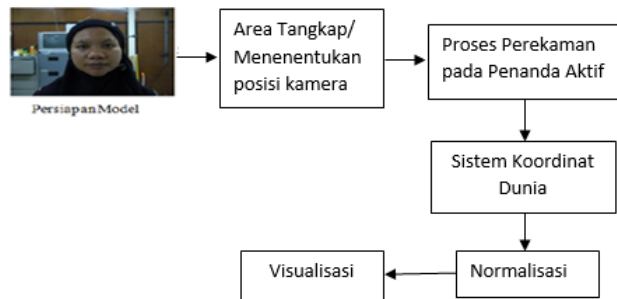 Persiapan Model
Area Tangkap/
Menenentukan
posisi kamera
Proses Perekaman
pada Penanda Aktif
Sistem Koordinat
Dunia
Normalisasi
Visualisasi